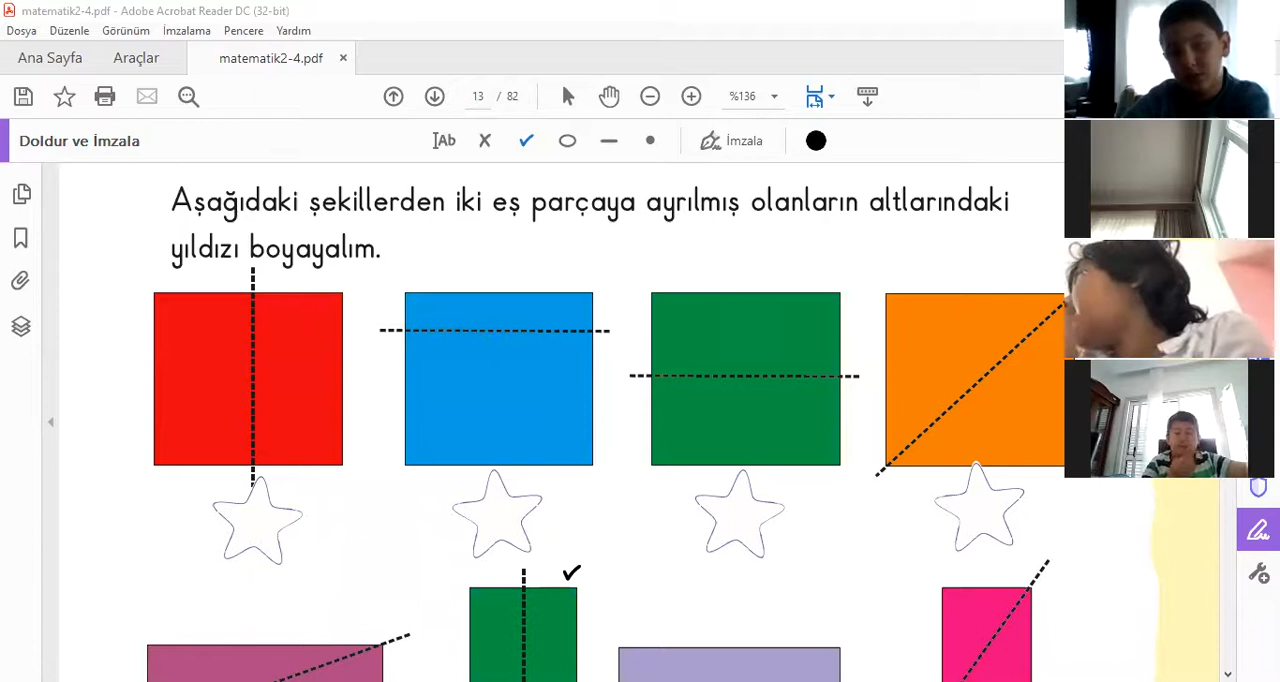 matematik2-4.pdf - Adobe Acrobat Reader DC (32-bit)
Dosya Düzenle Görünüm İmzalama Pencere Yardım
Ana Sayfa Araçlar matematik2-4.pdf ×
13 / 82 %136
Doldur ve İmzala IAb İmzala
Aşağıdaki şekillerden iki eş parçaya ayrılmış olanların altlarındaki
yıldızı boyayalım.